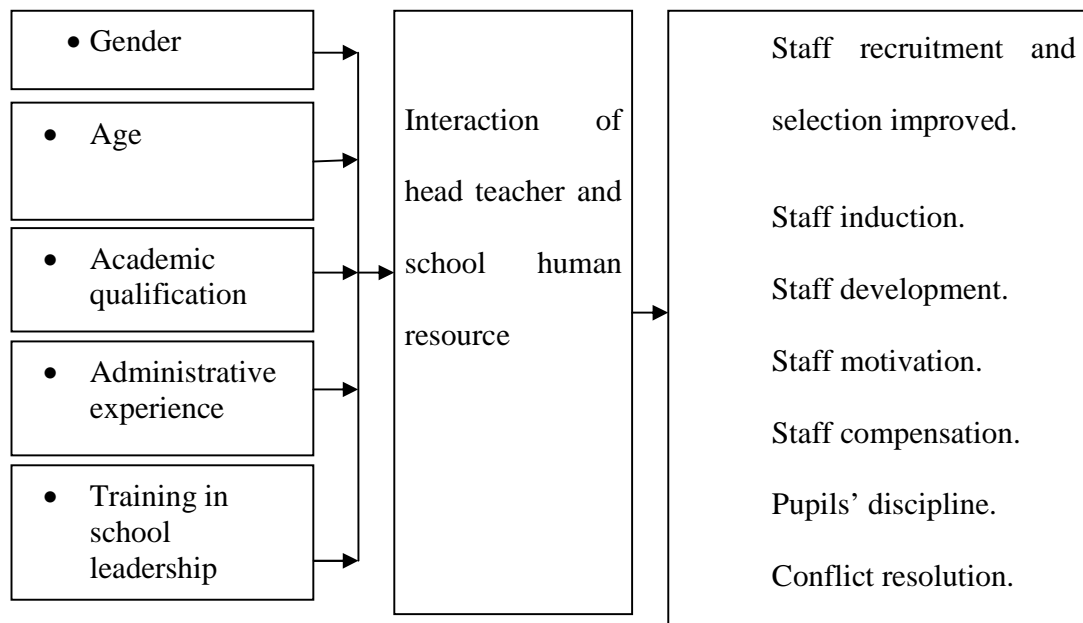 • Gender
• Age
• Academic
qualification
• Administrative
experience
• Training in
school
leadership
Interaction of
head teacher and
school human
resource
Staff recruitment and
selection improved.
Staff induction.
Staff development.
Staff motivation.
Staff compensation.
Pupils’ discipline.
Conflict resolution.